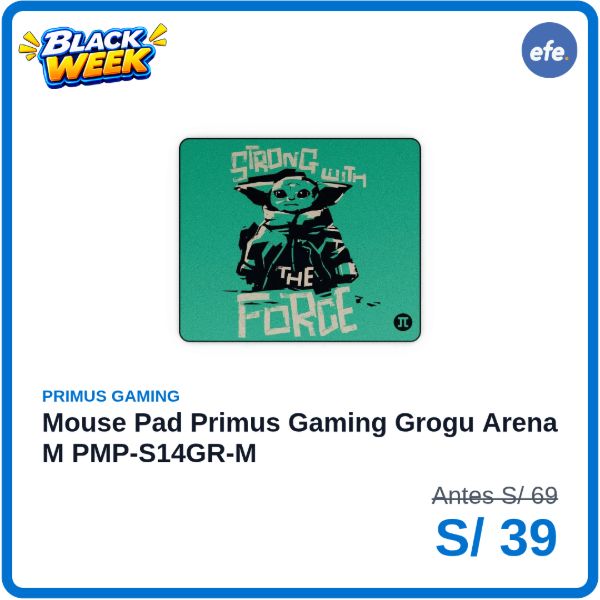 BLACK
WEEK
efe.
STRONG WITH
THE
FORCE
PRIMUS GAMING
Mouse Pad Primus Gaming Grogu Arena
M PMP-S14GR-M
Antes S/ 69
S/ 39